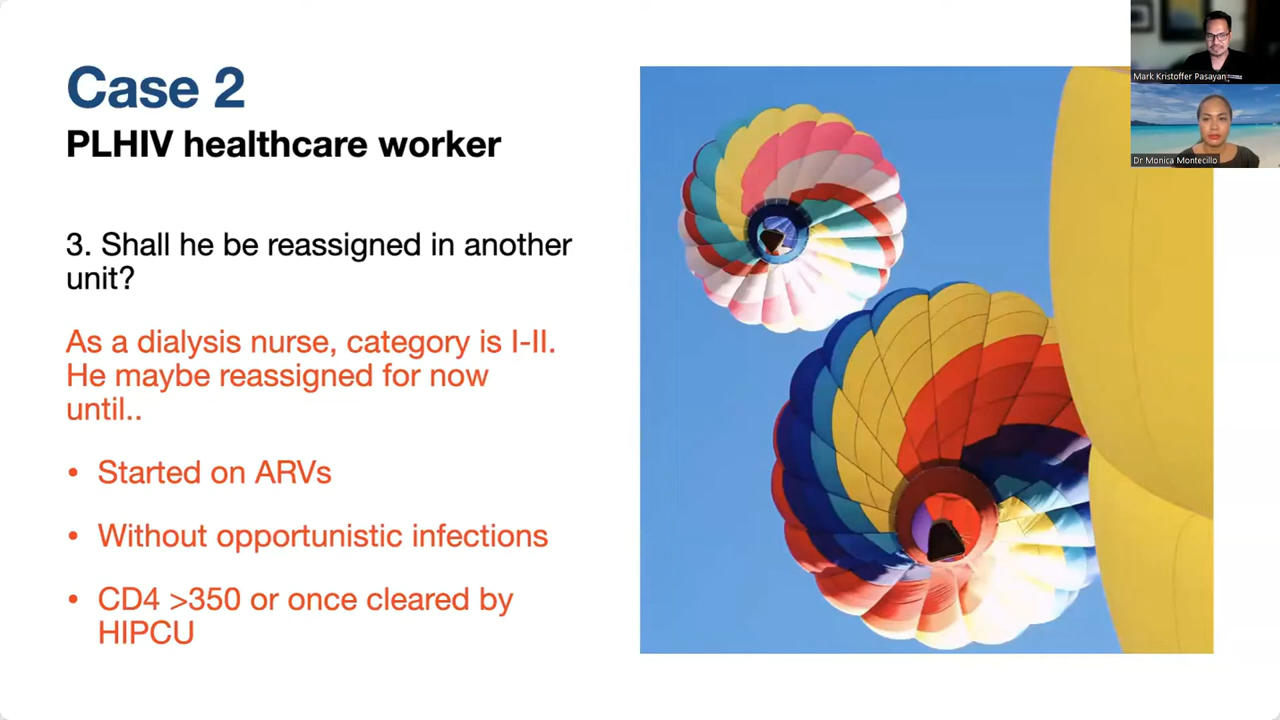 Case 2
PLHIV healthcare worker
3. Shall he be reassigned in another
unit?
As a dialysis nurse, category is I-II.
He maybe reassigned for now
until..
• Started on ARVs
• Without opportunistic infections
• CD4 >350 or once cleared by
HIPCU
Mark Kristoffer Pasayan
Dr Monica Montecillo